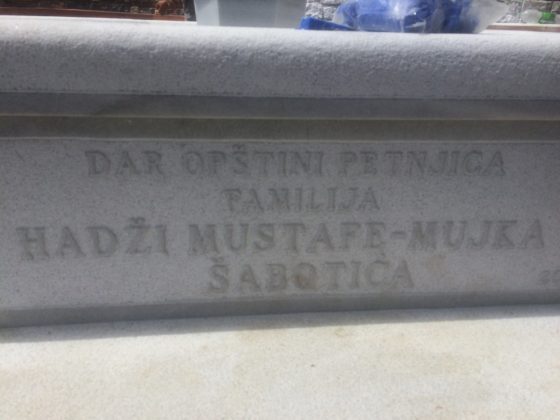 DAR OPŠTINI PETNJICA
FAMILIJA
HADŽI MUSTAFE-MUJKA
ŠABOTIĆA